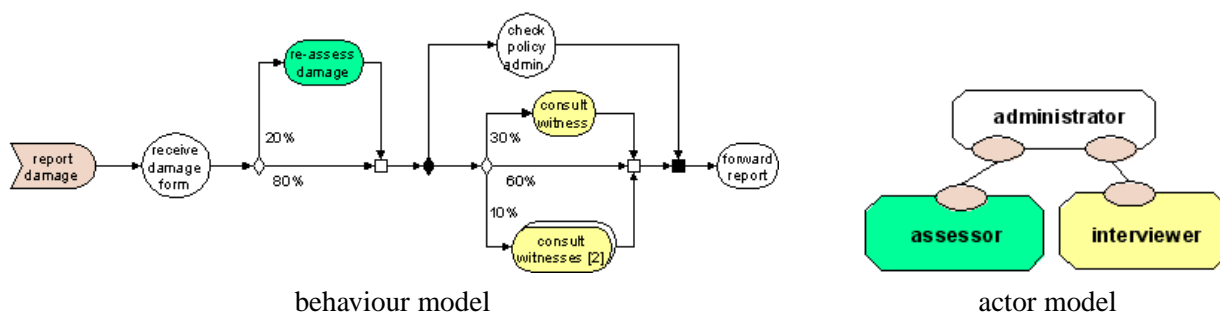 check
policy
admin.
re-assess
damage
consult
witness
20%
30%
report
damage
receive
damage
form
80%
60%
forward
report
10%
consult
witnesses [2]
behaviour model
administrator
assessor
interviewer
actor model